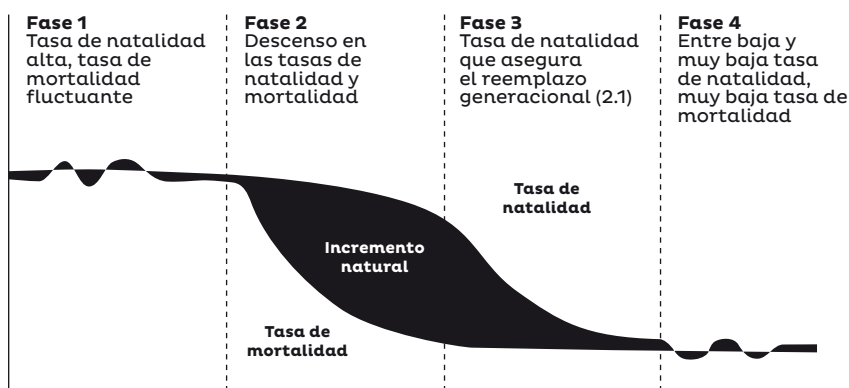 Fase 1
Tasa de natalidad
alta, tasa de
mortalidad
fluctuante
Fase 2
Descenso en
las tasas de
natalidad y
mortalidad
Fase 3
Tasa de natalidad
que asegura
el reemplazo
generacional (2.1)
Fase 4
Entre baja y
muy baja tasa
de natalidad,
muy baja tasa de
mortalidad
Tasa de
natalidad
Incremento
natural
Tasa de
mortalidad